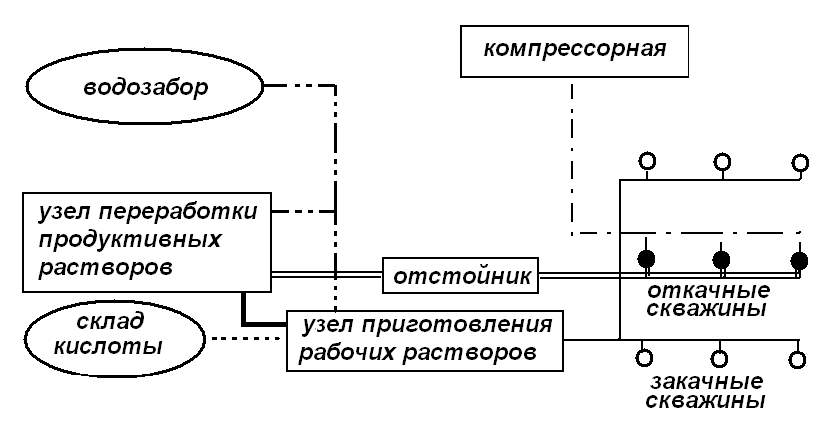 компрессорная
водозабор
узел переработки
продуктивных
растворов
отстойник
откачные
скважины
склад
кислоты
узел приготовления
рабочих растворов
закачные
скважины